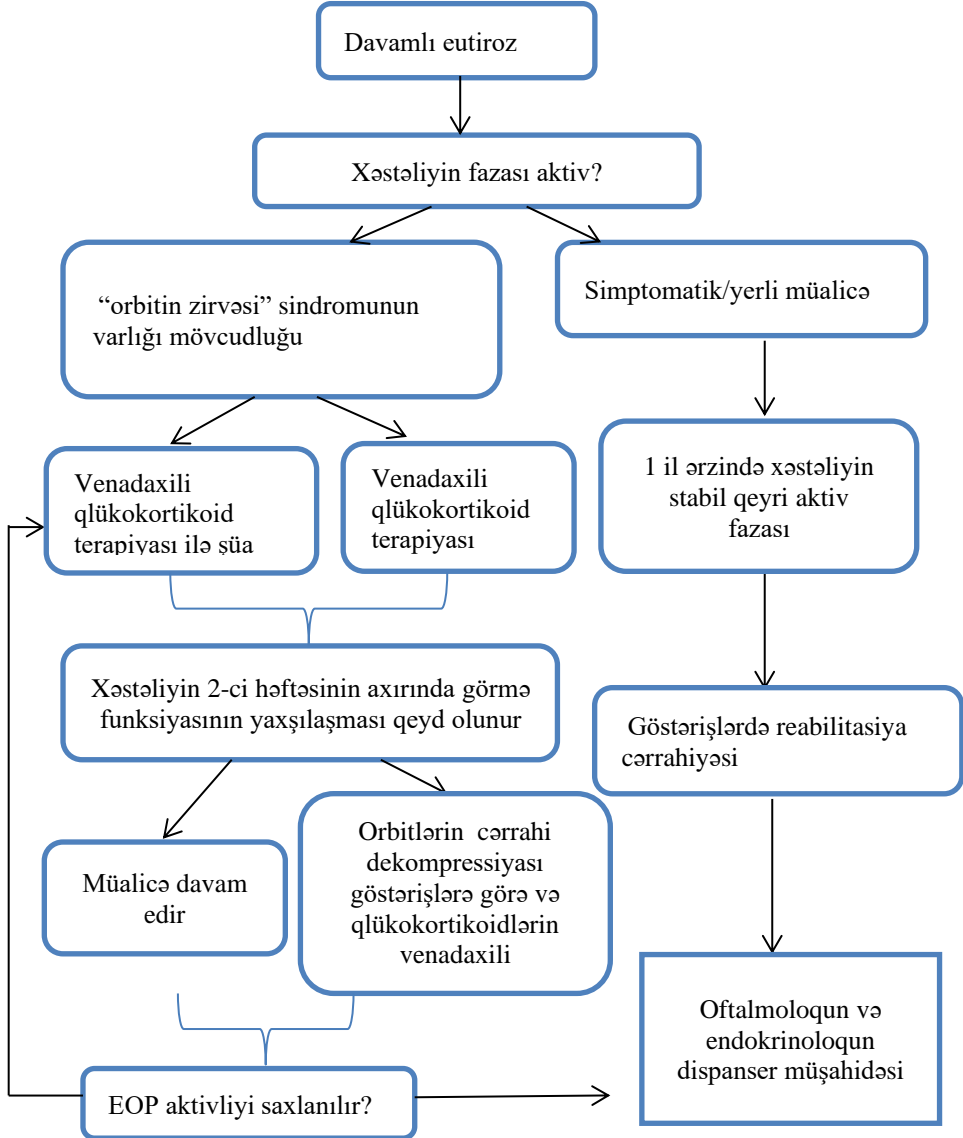 Davamlı eutiroz
Xəstəliyin fazası aktiv?
“orbitin zirvəsi” sindromunun
varlığı mövcudluğu
Simptomatik/yerli müalicə
Venadaxili
qlükokortikoid
terapiyası ilə şüa
Venadaxili
qlükokortikoid
terapiyası
1 il ərzində xəstəliyin
stabil qeyri aktiv
fazası
Xəstəliyin 2-ci həftəsinin axırında görmə
funksiyasının yaxşılaşması qeyd olunur
Göstərişlərdə reabilitasiya
cərrahiyəsi
Müalicə davam
edir
Orbitlərin cərrahi
dekompressiyası
göstərişlərə görə və
qlükokortikoidlərin
venadaxili
Oftalmoloqun və
endokrinoloqun
dispanser müşahidəsi
EOP aktivliyi saxlanılır?